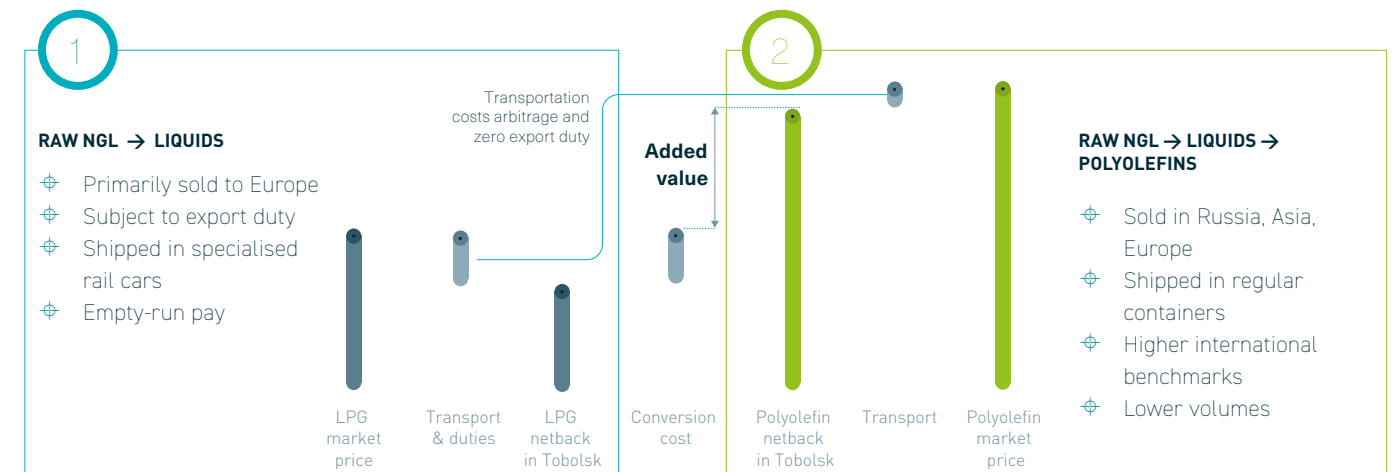 1
RAW NGL → LIQUIDS
Primarily sold to Europe
Subject to export duty
Shipped in specialised
rail cars
Empty-run pay
Transportation
costs arbitrage and
zero export duty
LPG
market
price
Transport
& duties
LPG
netback
in Tobolsk
Added
value
Conversion
cost
2
Polyolefin
netback
in Tobolsk
Transport
Polyolefin
market
price
RAW NGL → LIQUIDS →
POLYOLEFINS
Sold in Russia, Asia,
Europe
Shipped in regular
containers
Higher international
benchmarks
Lower volumes